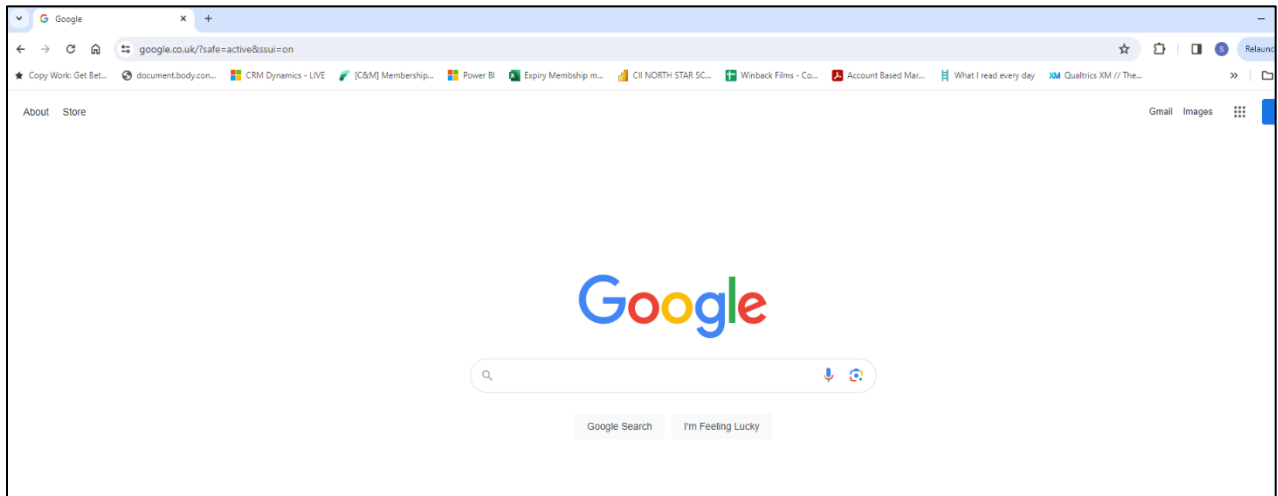 Google
google.co.uk/?safe=active&ssui=on
S
Relaunc
Copy Work: Get Bet... document.body.con... CRM Dynamics - LIVE [C&M] Membership... Power BI Expiry Membship m... CII NORTH STAR SC... Winback Films - Co... Account Based Mar... What I read every day XM Qualtrics XM // The...
About Store Gmail Images
Google
Google Search I'm Feeling Lucky